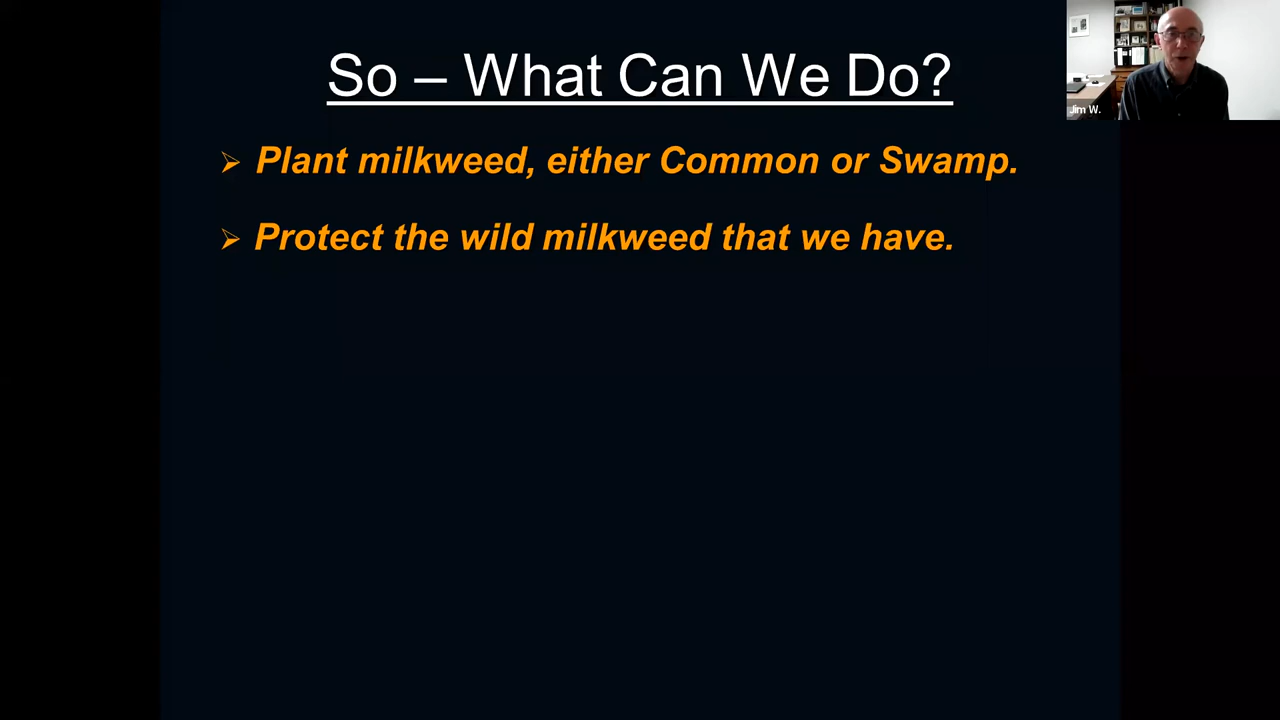 So – What Can We Do?
Jim W.
➢ Plant milkweed, either Common or Swamp.
➢ Protect the wild milkweed that we have.